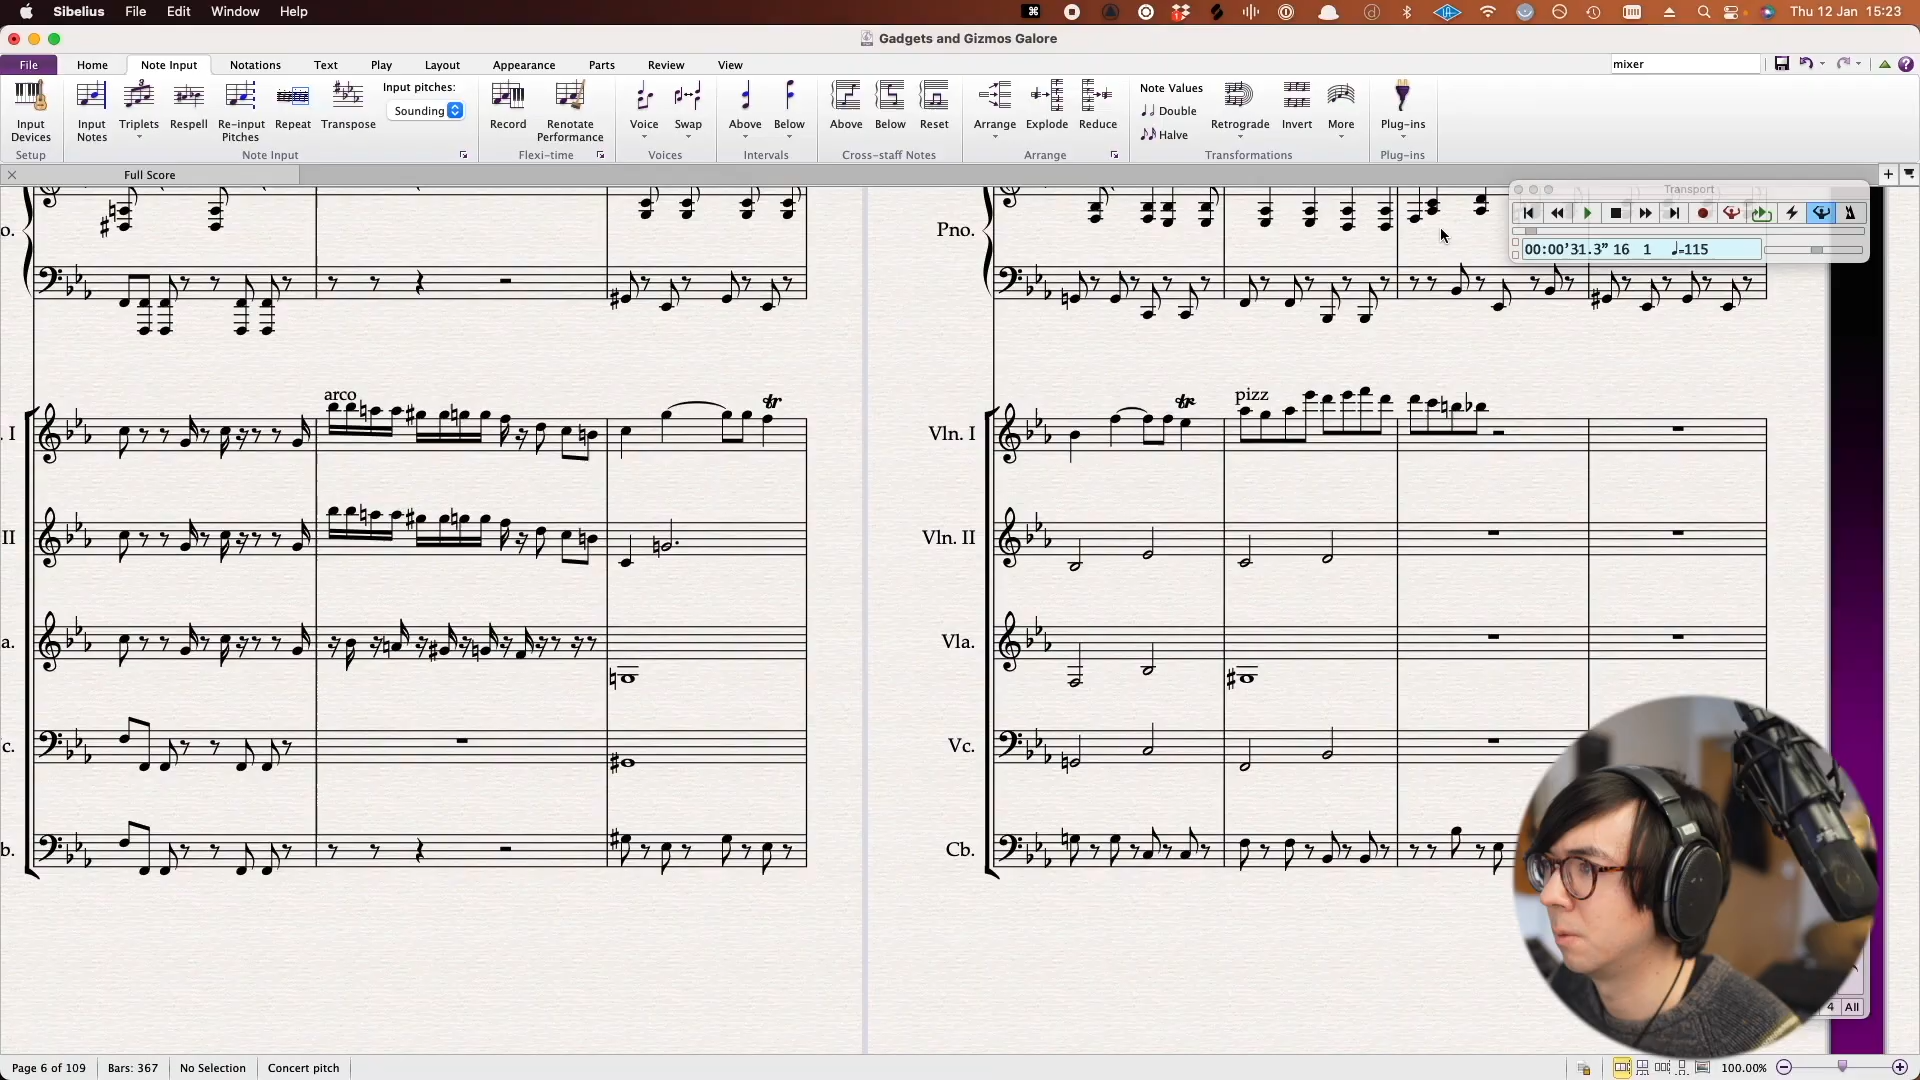 Sibelius File Edit Window Help Thu 12 Jan 15:23
Gadgets and Gizmos Galore
File Home Note Input Notations Text Play Layout Appearance Parts Review View mixer
Input Devices
Input Notes
Triplets
Respell
Re-input Pitches
Repeat
Transpose
Input pitches:
Sounding
Record
Renotate Performance
Voice
Swap
Above
Below
Above
Below
Reset
Arrange
Explode
Reduce
Note Values
Double
Halve
Retrograde
Invert
More
Plug-ins
Setup Note Input Flexi-time Voices Intervals Cross-staff Notes Arrange Transformations Plug-ins
Full Score
Transport
00:00'31.3" 16 1 ♩=115
o.
Pno.
arco
tr
tr
pizz
I
Vln. I
II
Vln. II
a.
Vla.
c.
Vc.
b.
Cb.
4 All
Page 6 of 109 Bars: 367 No Selection Concert pitch 100.00%